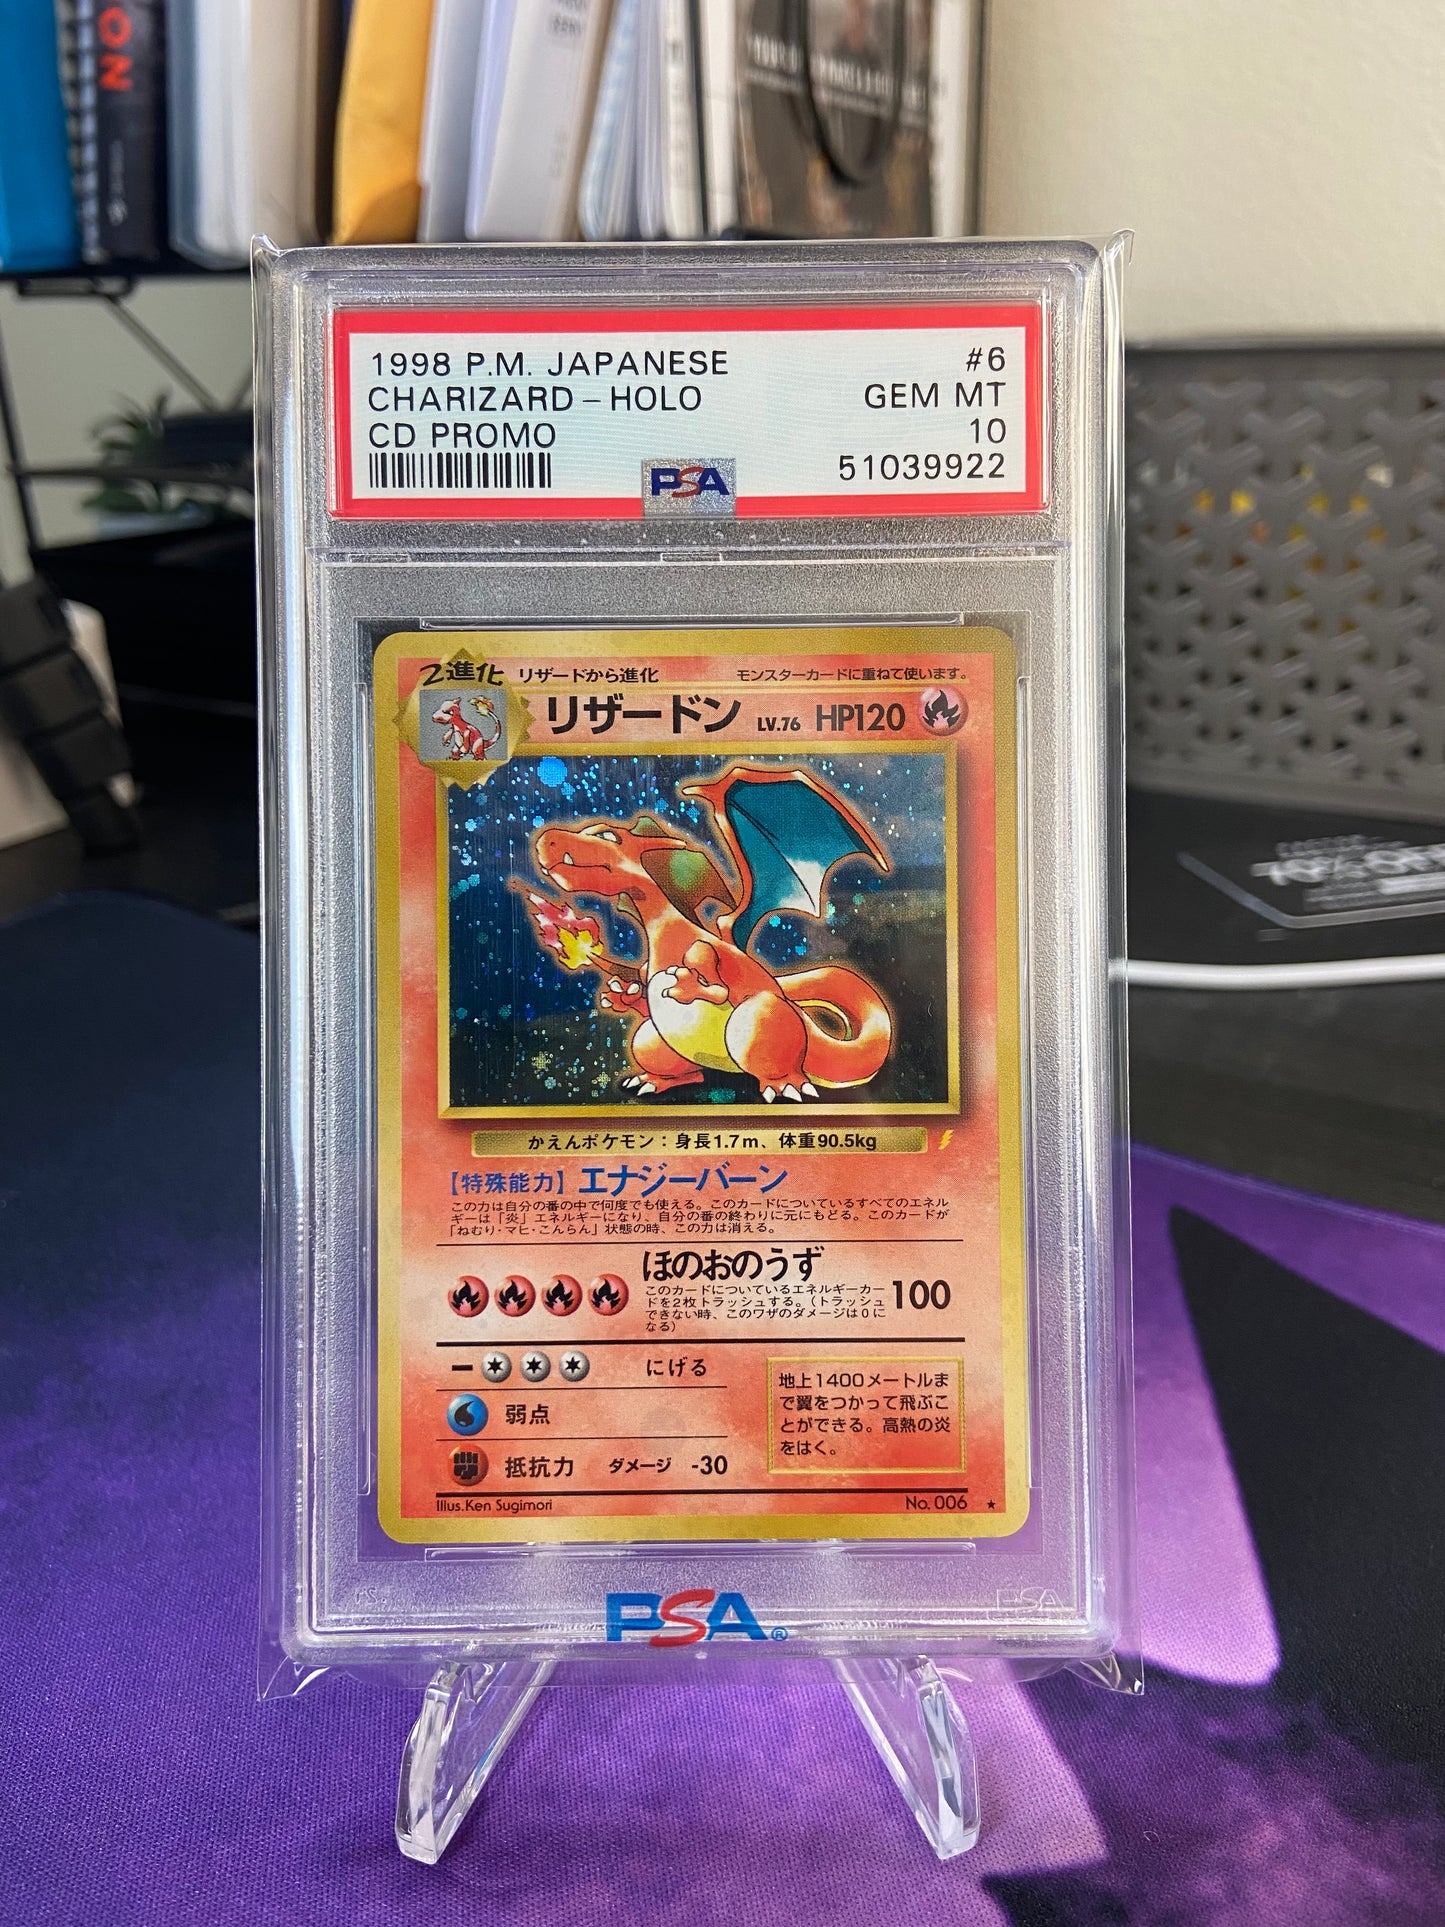 NO
1998 P.M. JAPANESE
#6
CHARIZARD-HOLO
GEM MT
CD PROMO
10
51039922
PSA
2進化
リザードから進化
モンスターカードに重ねて使います。
リザードン LV.76 HP120
かえんポケモン:身長1.7m、体重90.5kg
【特殊能力】エナジーバーン
この力は自分の番の中で何度でも使える。このカードについているすべてのエネル
ギーは「炎」エネルギーになり、自分の番の終わりに元にもどる。このカードが
「ねむり・マヒ・こんらん」状態の時、この力は消える。
ほのおのうず
このカードについているエネルギーカー
ドを2枚トラッシュする。(トラッシュ
できない時、このワザのダメージは0に
なる)
100
にげる
弱点
抵抗力 ダメージ -30
地上1400メートルま
で翼をつかって飛ぶこ
とができる。高熱の炎
をはく。
Illus.Ken Sugimori
No.006 ★
PSA®
PSA
70% OFF